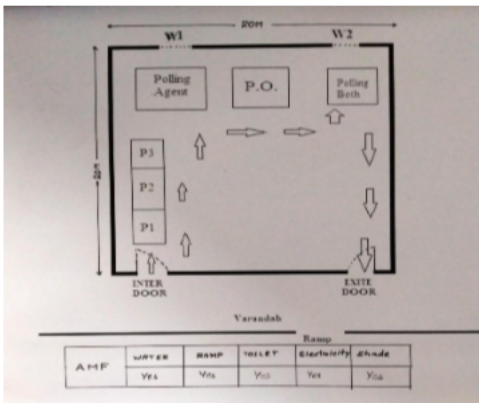 20M
W1
W2
Polling
Agent
P.O.
Polling
Both
20M
P3
P2
P1
INTER
DOOR
EXITE
DOOR
Varandah
Ramp
AMF
WATER
RAMP
TOILET
Electricity
Shade
Yes
Yes
Yes
Yes
Yes